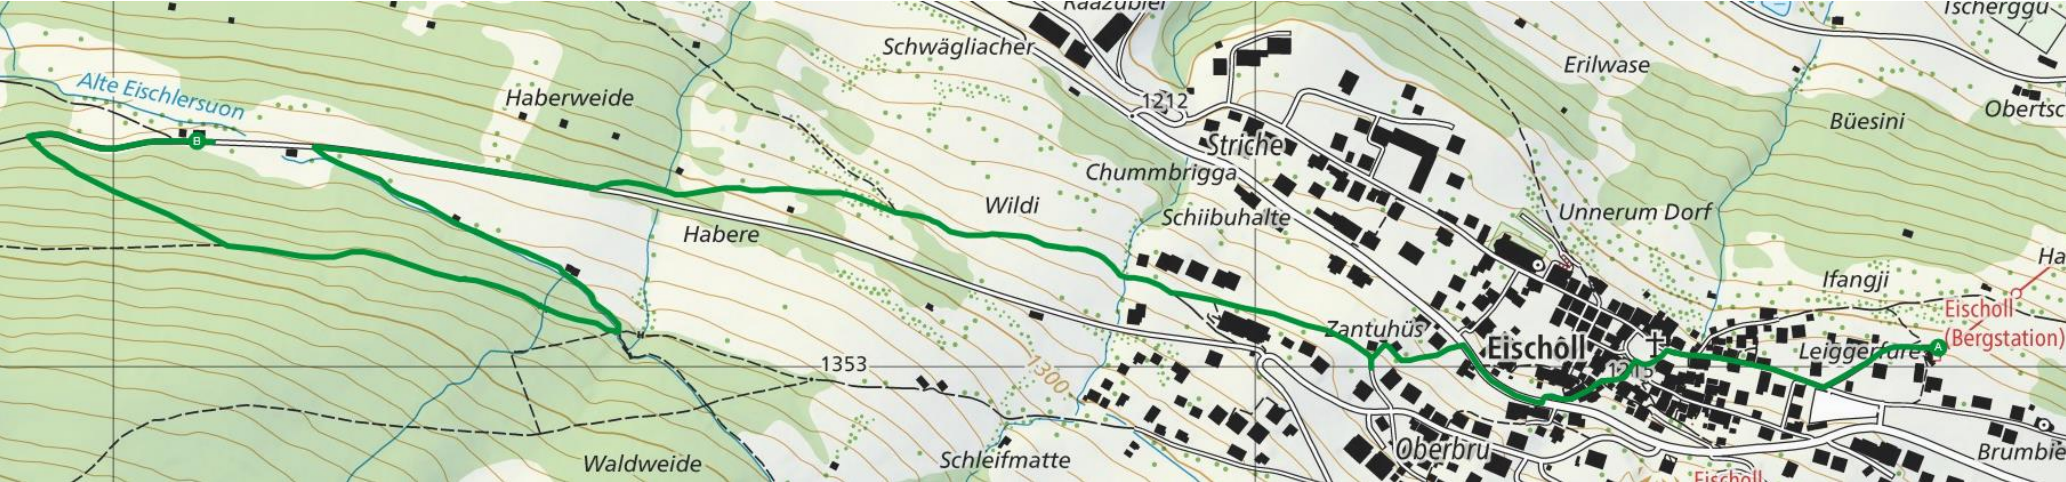 Raazubler
Tscherggu
Schwägliacher
Erilwase
Alte Eischlersuon
Haberweide
1212
Obertsc
Büesini
B
Striche
Chummbrigga
Wildi
Schiibuhalte
Unnerum Dorf
Habere
Ha
Ifangji
Eischoll
(Bergstation)
Zantuhüs
Eischoll
Leiggerfure
A
1353
1300
1215
Oberbru
Waldweide
Schleifmatte
Brumbie
Eischoll